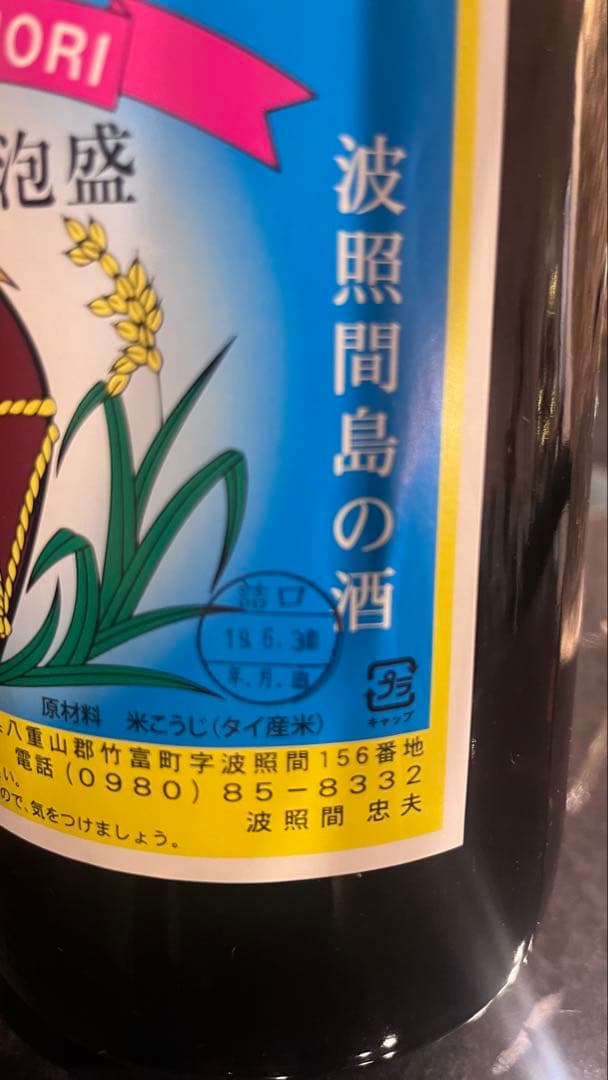 ORI
泡盛
波照間島の酒
詰口
19.6.3
年.月.
プラ
キャップ
原材料 米こうじ(タイ産米)
八重山郡竹富町字波照間156番地
電話(0980)85-8332
い。
ので、気をつけましょう。
波照間 忠夫